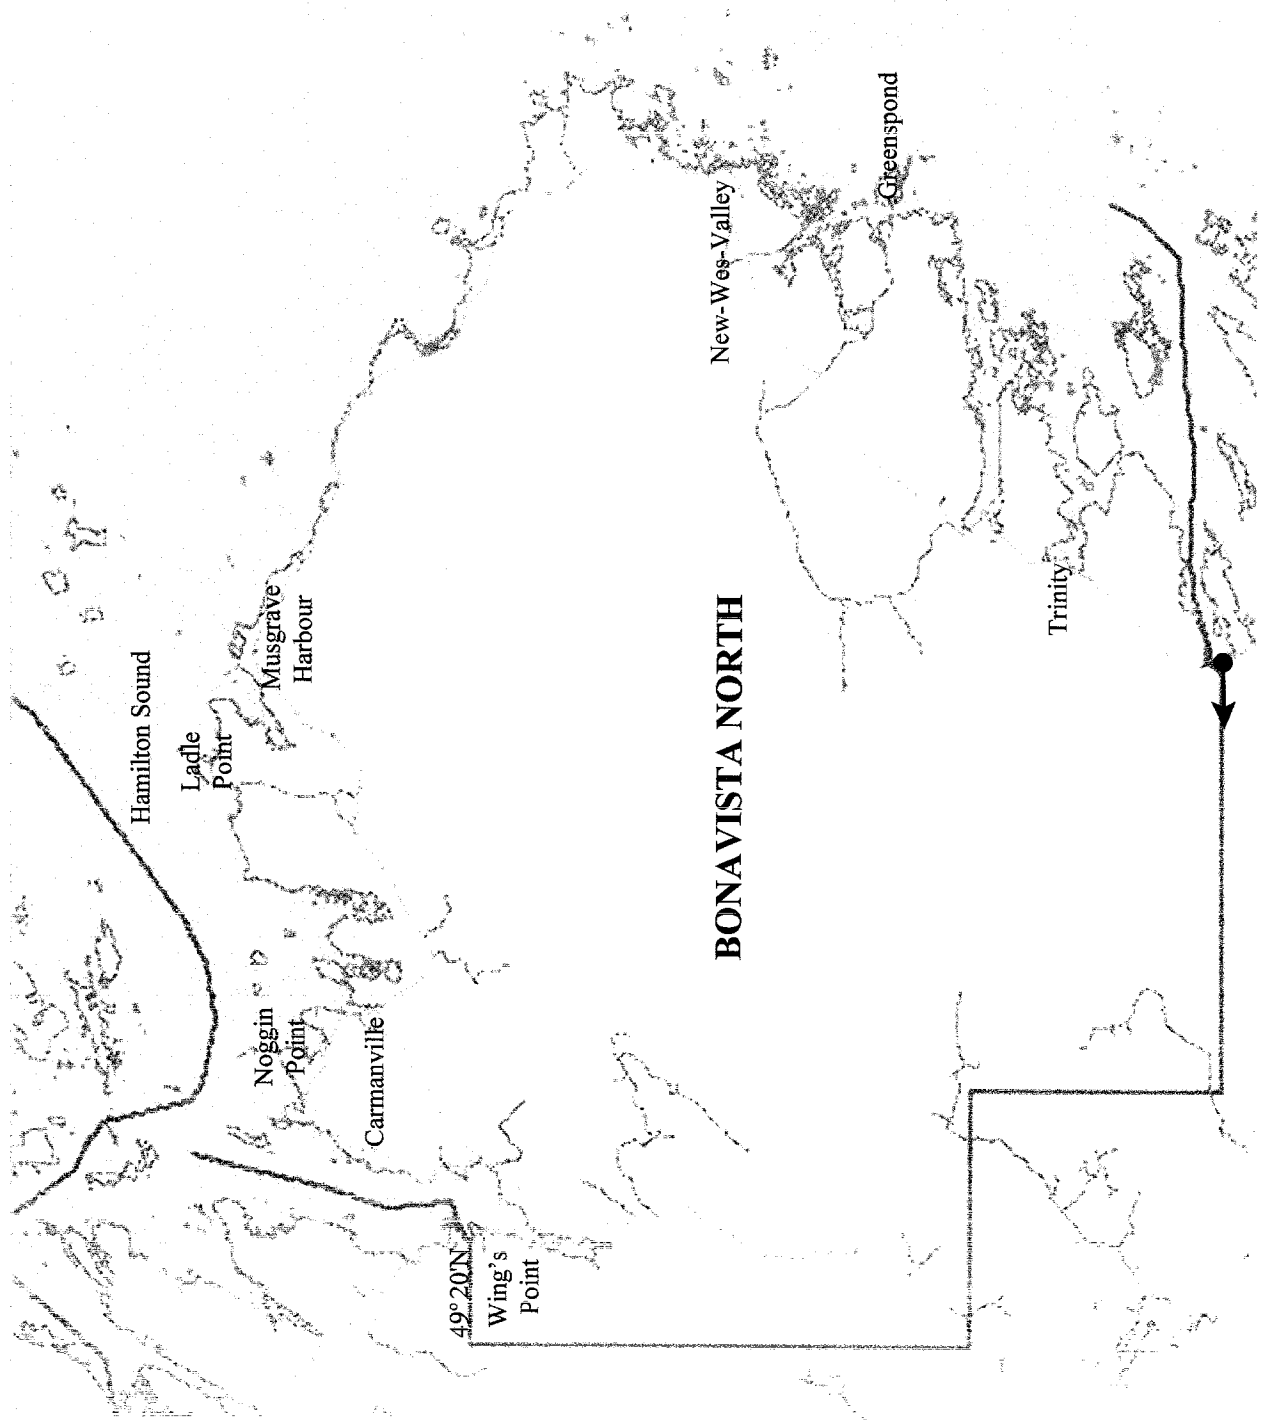 Hamilton Sound
Ladle
Point
Musgrave
Harbour
Noggin
Point
Carmanville
49°20'N
Wing's
Point
BONAVISTA NORTH
New-Wes-Valley
Greenspond
Trinity